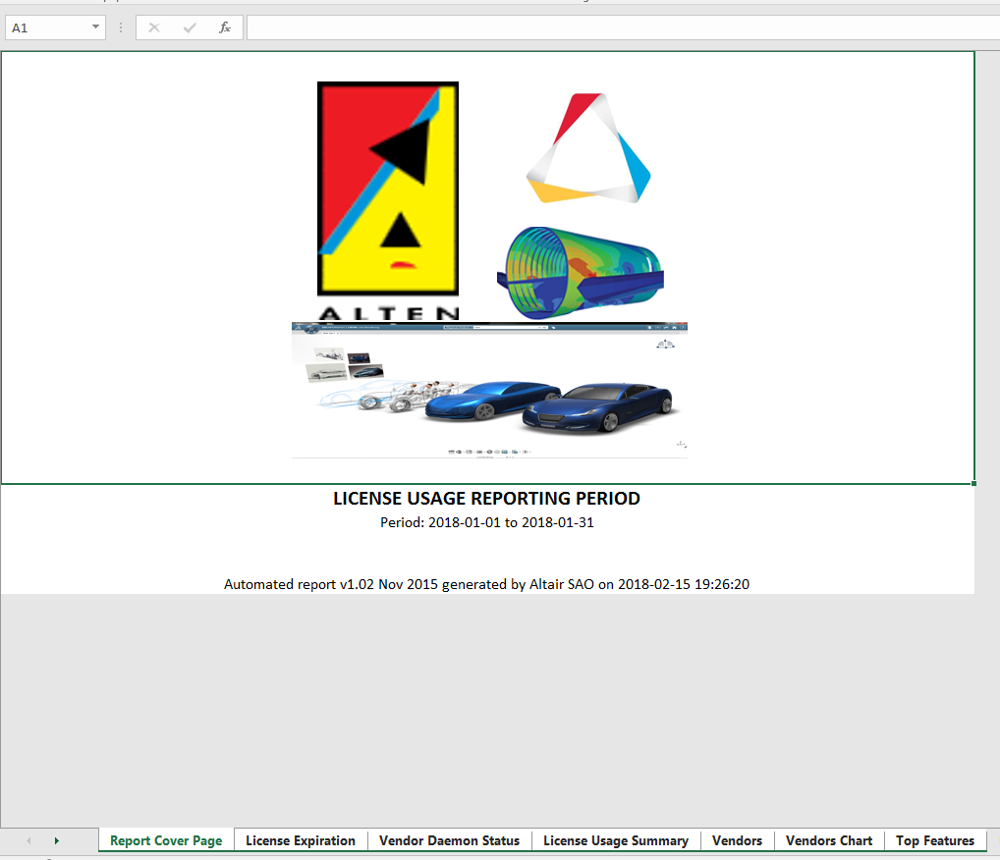 A1
fx
ALTEN
LICENSE USAGE REPORTING PERIOD
Period: 2018-01-01 to 2018-01-31
Automated report v1.02 Nov 2015 generated by Altair SAO on 2018-02-15 19:26:20
Report Cover Page
License Expiration
Vendor Daemon Status
License Usage Summary
Vendors
Vendors Chart
Top Features